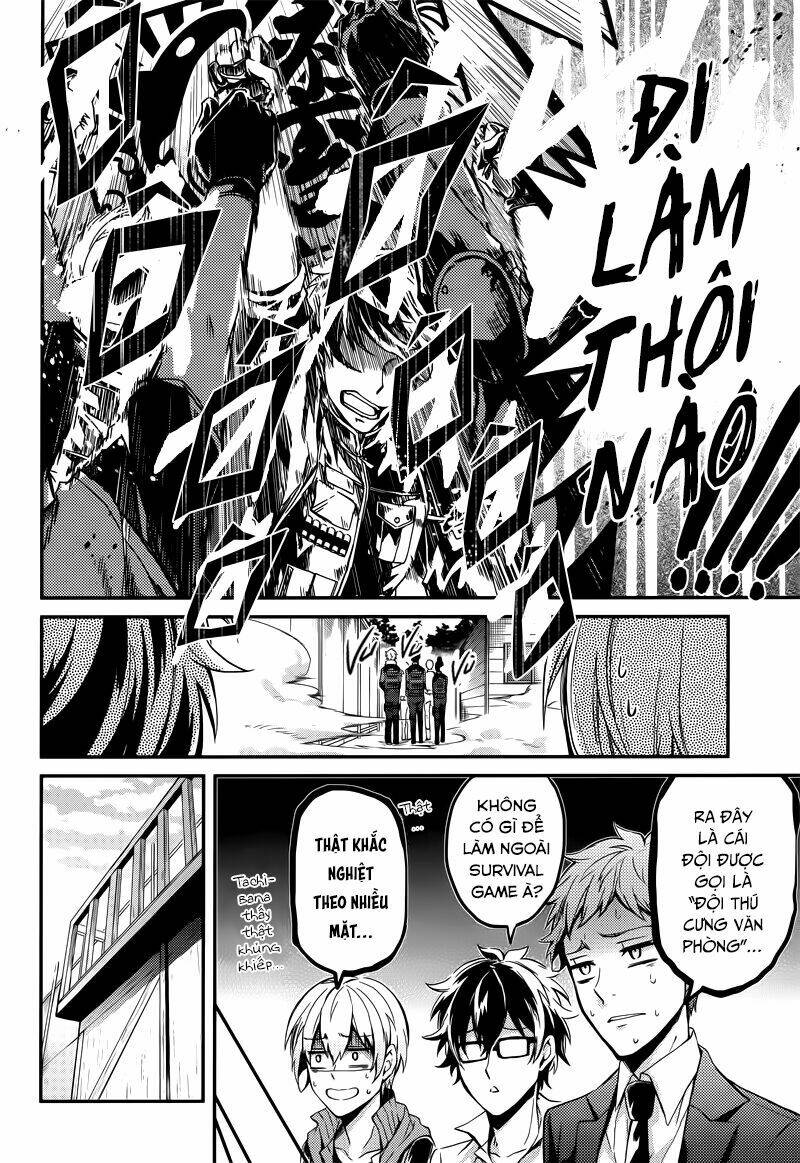 ĐI
LÀM
THÔI
NÀO
!!!!!
VÙ
VÙ
VÙ
RA ĐÂY
LÀ CÁI
ĐỘI ĐƯỢC
GỌI LÀ
"ĐỘI THÚ
CƯNG VĂN
PHÒNG"...
KHÔNG
CÓ GÌ ĐỂ
LÀM NGOÀI
SURVIVAL
GAME À?
Thật
...
THẬT KHẮC
NGHIỆT
THEO NHIỀU
MẶT...
Tachi-
bana
thấy
thật
khủng
khiếp...